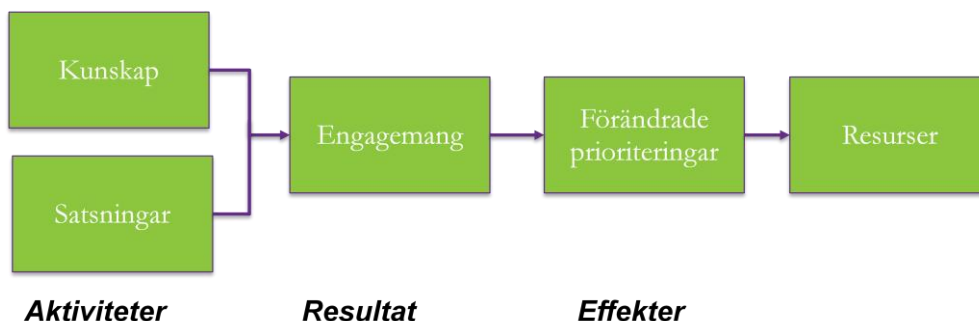 Kunskap
Satsningar
Engagemang
Förändrade
prioriteringar
Resurser
Aktiviteter
Resultat
Effekter